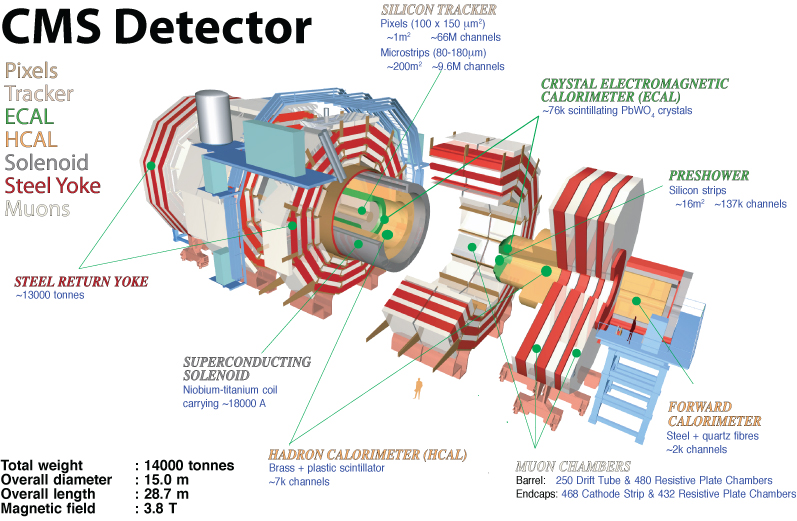 CMS Detector
Pixels
Tracker
ECAL
HCAL
Solenoid
Steel Yoke
Muons
SILICON TRACKER
Pixels (100 x 150 μm²)
~1m² ~66M channels
Microstrips (80-180μm)
~200m² ~9.6M channels
CRYSTAL ELECTROMAGNETIC
CALORIMETER (ECAL)
~76k scintillating PbWO₄ crystals
PRESHOWER
Silicon strips
~16m² ~137k channels
STEEL RETURN YOKE
~13000 tonnes
SUPERCONDUCTING
SOLENOID
Niobium-titanium coil
carrying ~18000 A
HADRON CALORIMETER (HCAL)
Brass + plastic scintillator
~7k channels
FORWARD
CALORIMETER
Steel + quartz fibres
~2k channels
MUON CHAMBERS
Barrel: 250 Drift Tube & 480 Resistive Plate Chambers
Endcaps: 468 Cathode Strip & 432 Resistive Plate Chambers
Total weight : 14000 tonnes
Overall diameter : 15.0 m
Overall length : 28.7 m
Magnetic field : 3.8 T